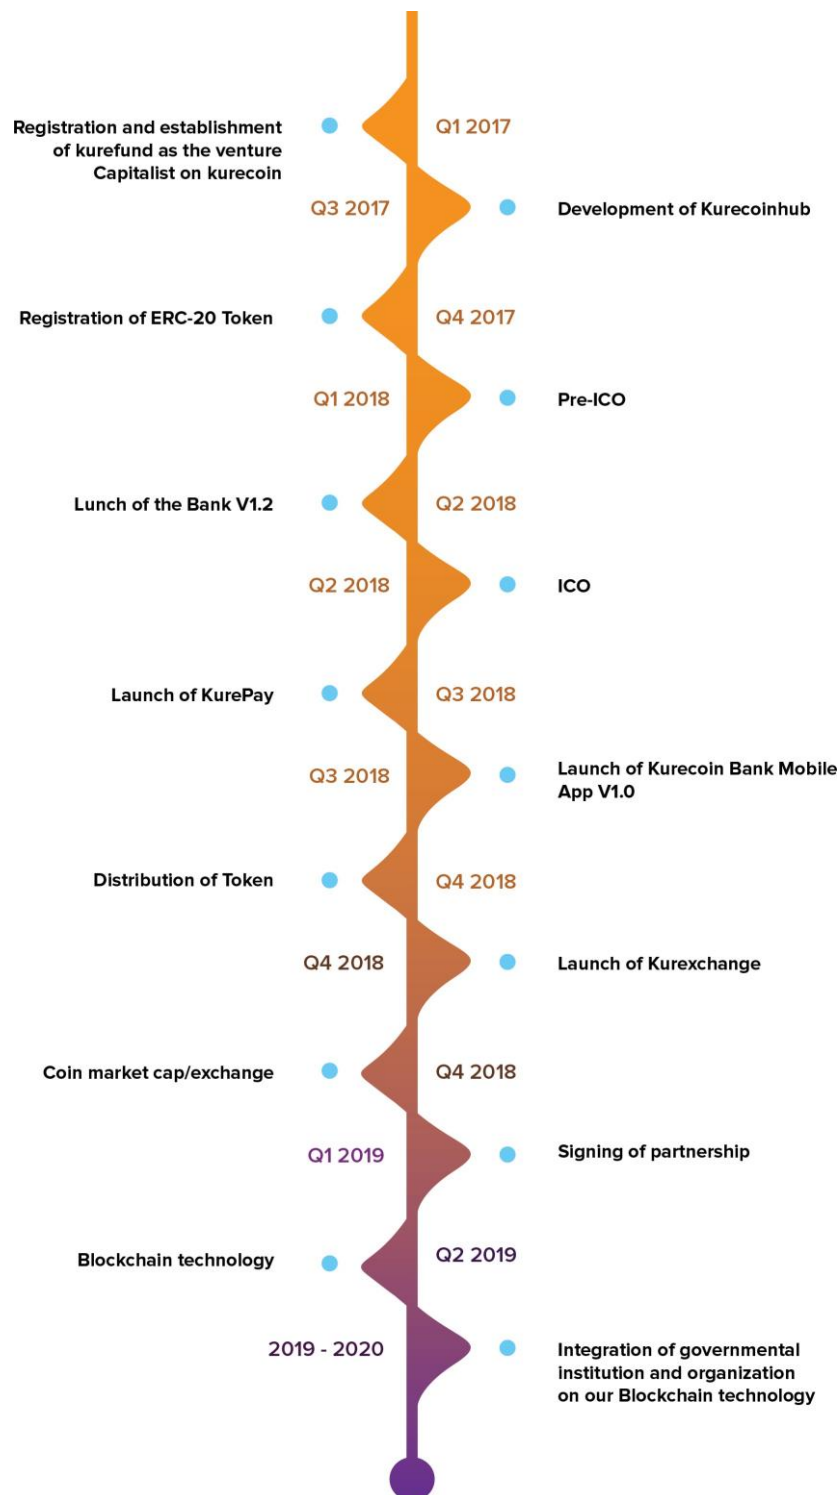 Registration and establishment
of kurefund as the venture
Capitalist on kurecoin
Q1 2017
Q3 2017
Development of Kurecoinhub
Registration of ERC-20 Token
Q4 2017
Q1 2018
Pre-ICO
Lunch of the Bank V1.2
Q2 2018
Q2 2018
ICO
Launch of KurePay
Q3 2018
Q3 2018
Launch of Kurecoin Bank Mobile
App V1.0
Distribution of Token
Q4 2018
Q4 2018
Launch of Kurexchange
Coin market cap/exchange
Q4 2018
Q1 2019
Signing of partnership
Blockchain technology
Q2 2019
2019 - 2020
Integration of governmental
institution and organization
on our Blockchain technology